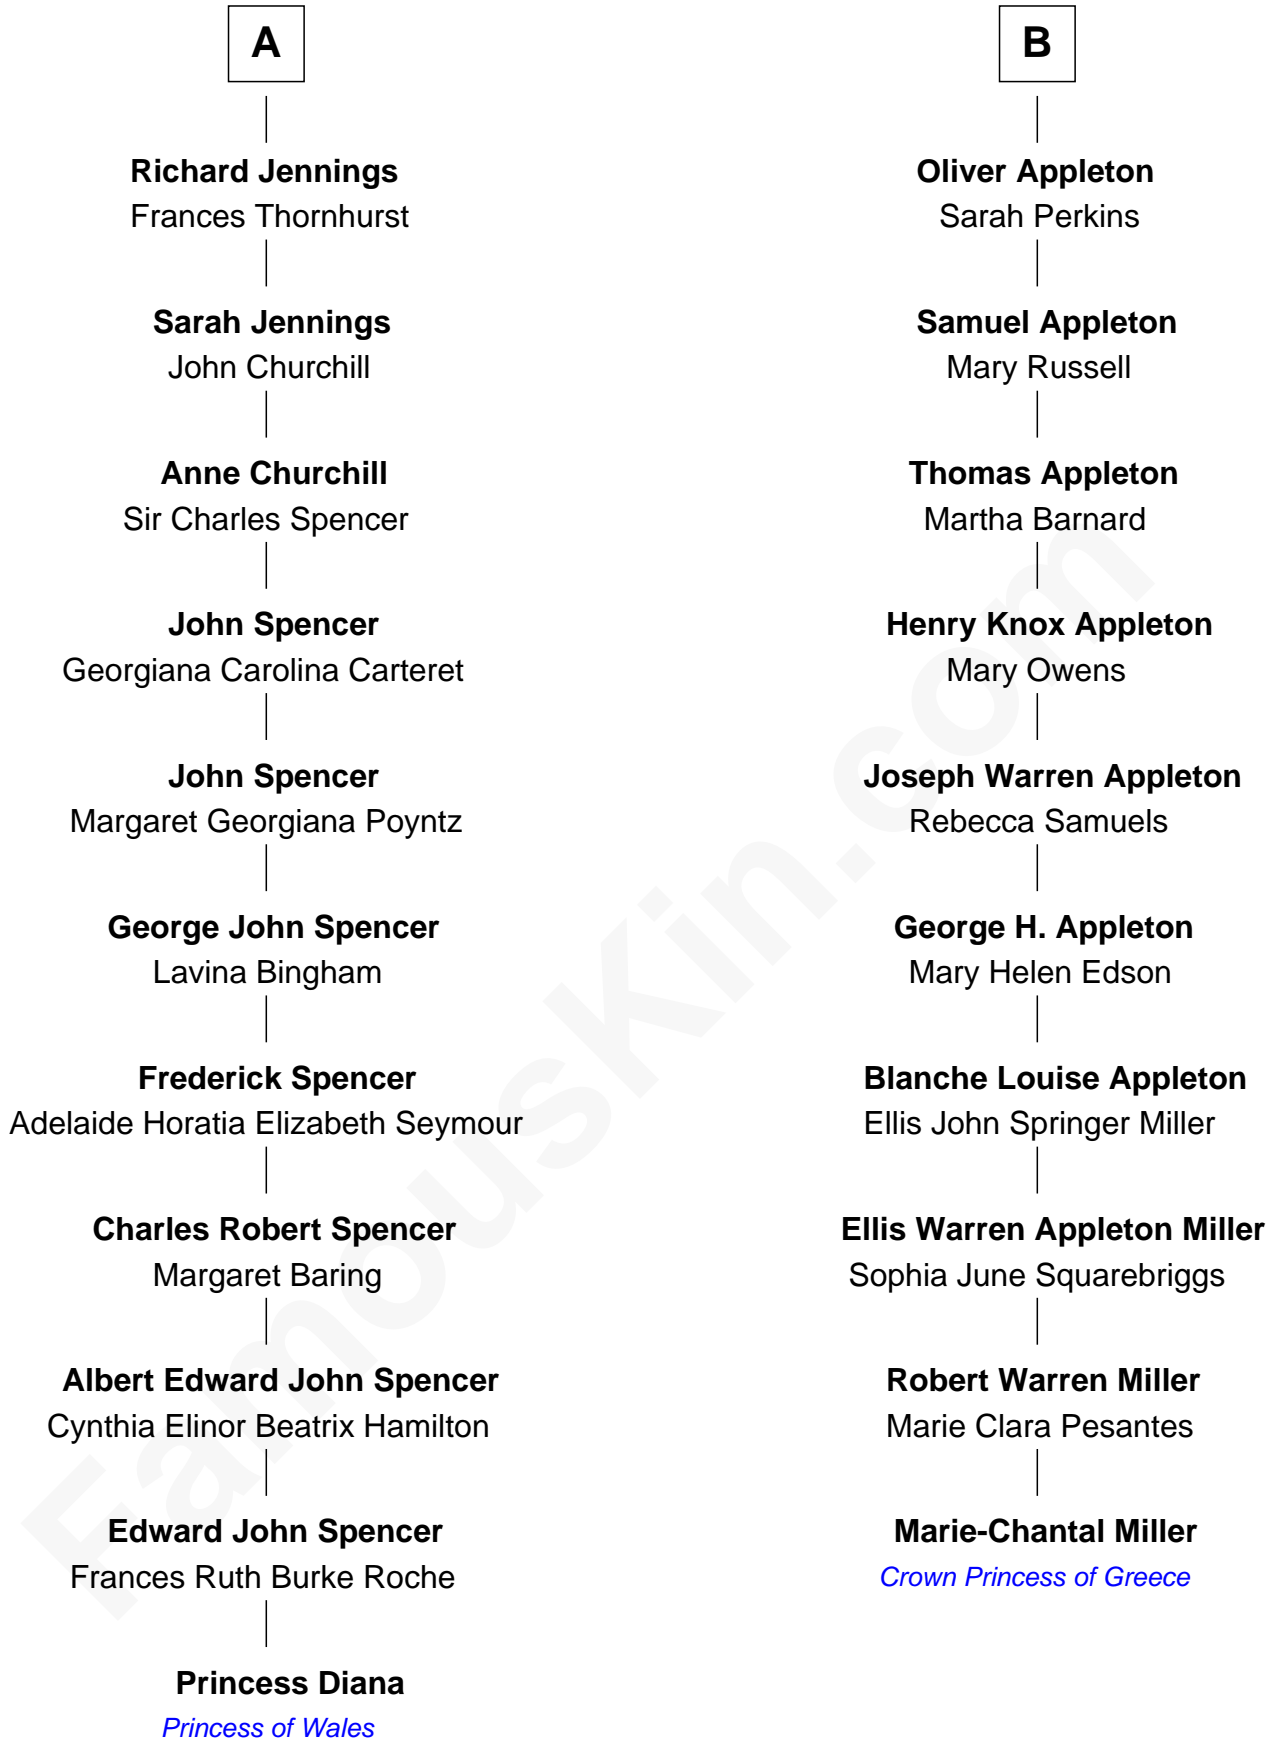 A
Richard Jennings
Frances Thornhurst
Sarah Jennings
John Churchill
Anne Churchill
Sir Charles Spencer
John Spencer
Georgiana Carolina Carteret
John Spencer
Margaret Georgiana Poyntz
George John Spencer
Lavina Bingham
Frederick Spencer
Adelaide Horatia Elizabeth Seymour
Charles Robert Spencer
Margaret Baring
Albert Edward John Spencer
Cynthia Elinor Beatrix Hamilton
Edward John Spencer
Frances Ruth Burke Roche
Princess Diana
Princess of Wales
B
Oliver Appleton
Sarah Perkins
Samuel Appleton
Mary Russell
Thomas Appleton
Martha Barnard
Henry Knox Appleton
Mary Owens
Joseph Warren Appleton
Rebecca Samuels
George H. Appleton
Mary Helen Edson
Blanche Louise Appleton
Ellis John Springer Miller
Ellis Warren Appleton Miller
Sophia June Squarebriggs
Robert Warren Miller
Marie Clara Pesantes
Marie-Chantal Miller
Crown Princess of Greece
FamousKin.com